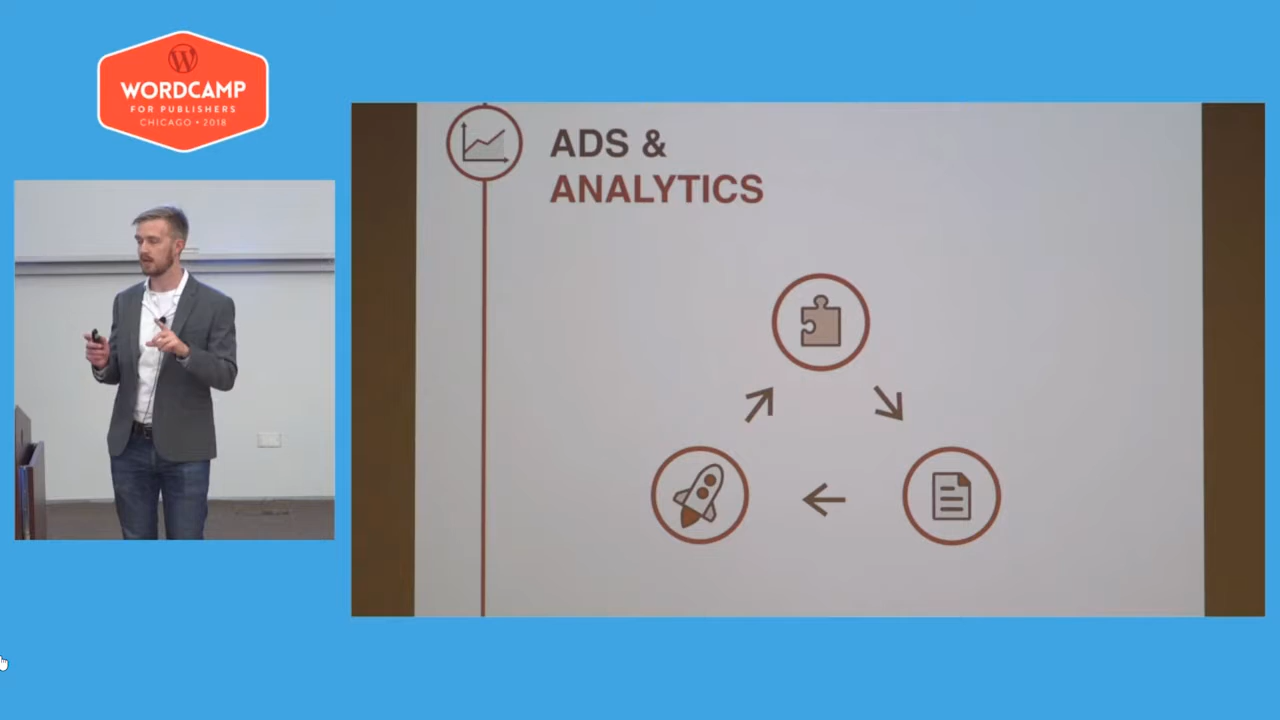 WORDCAMP
FOR PUBLISHERS
CHICAGO • 2018
ADS &
ANALYTICS